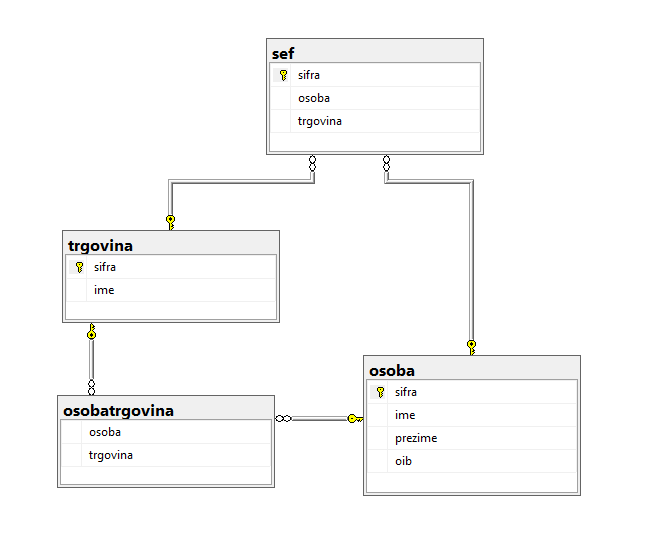 sef
sifra
osoba
trgovina
trgovina
sifra
ime
osobatrgovina
osoba
trgovina
osoba
sifra
ime
prezime
oib